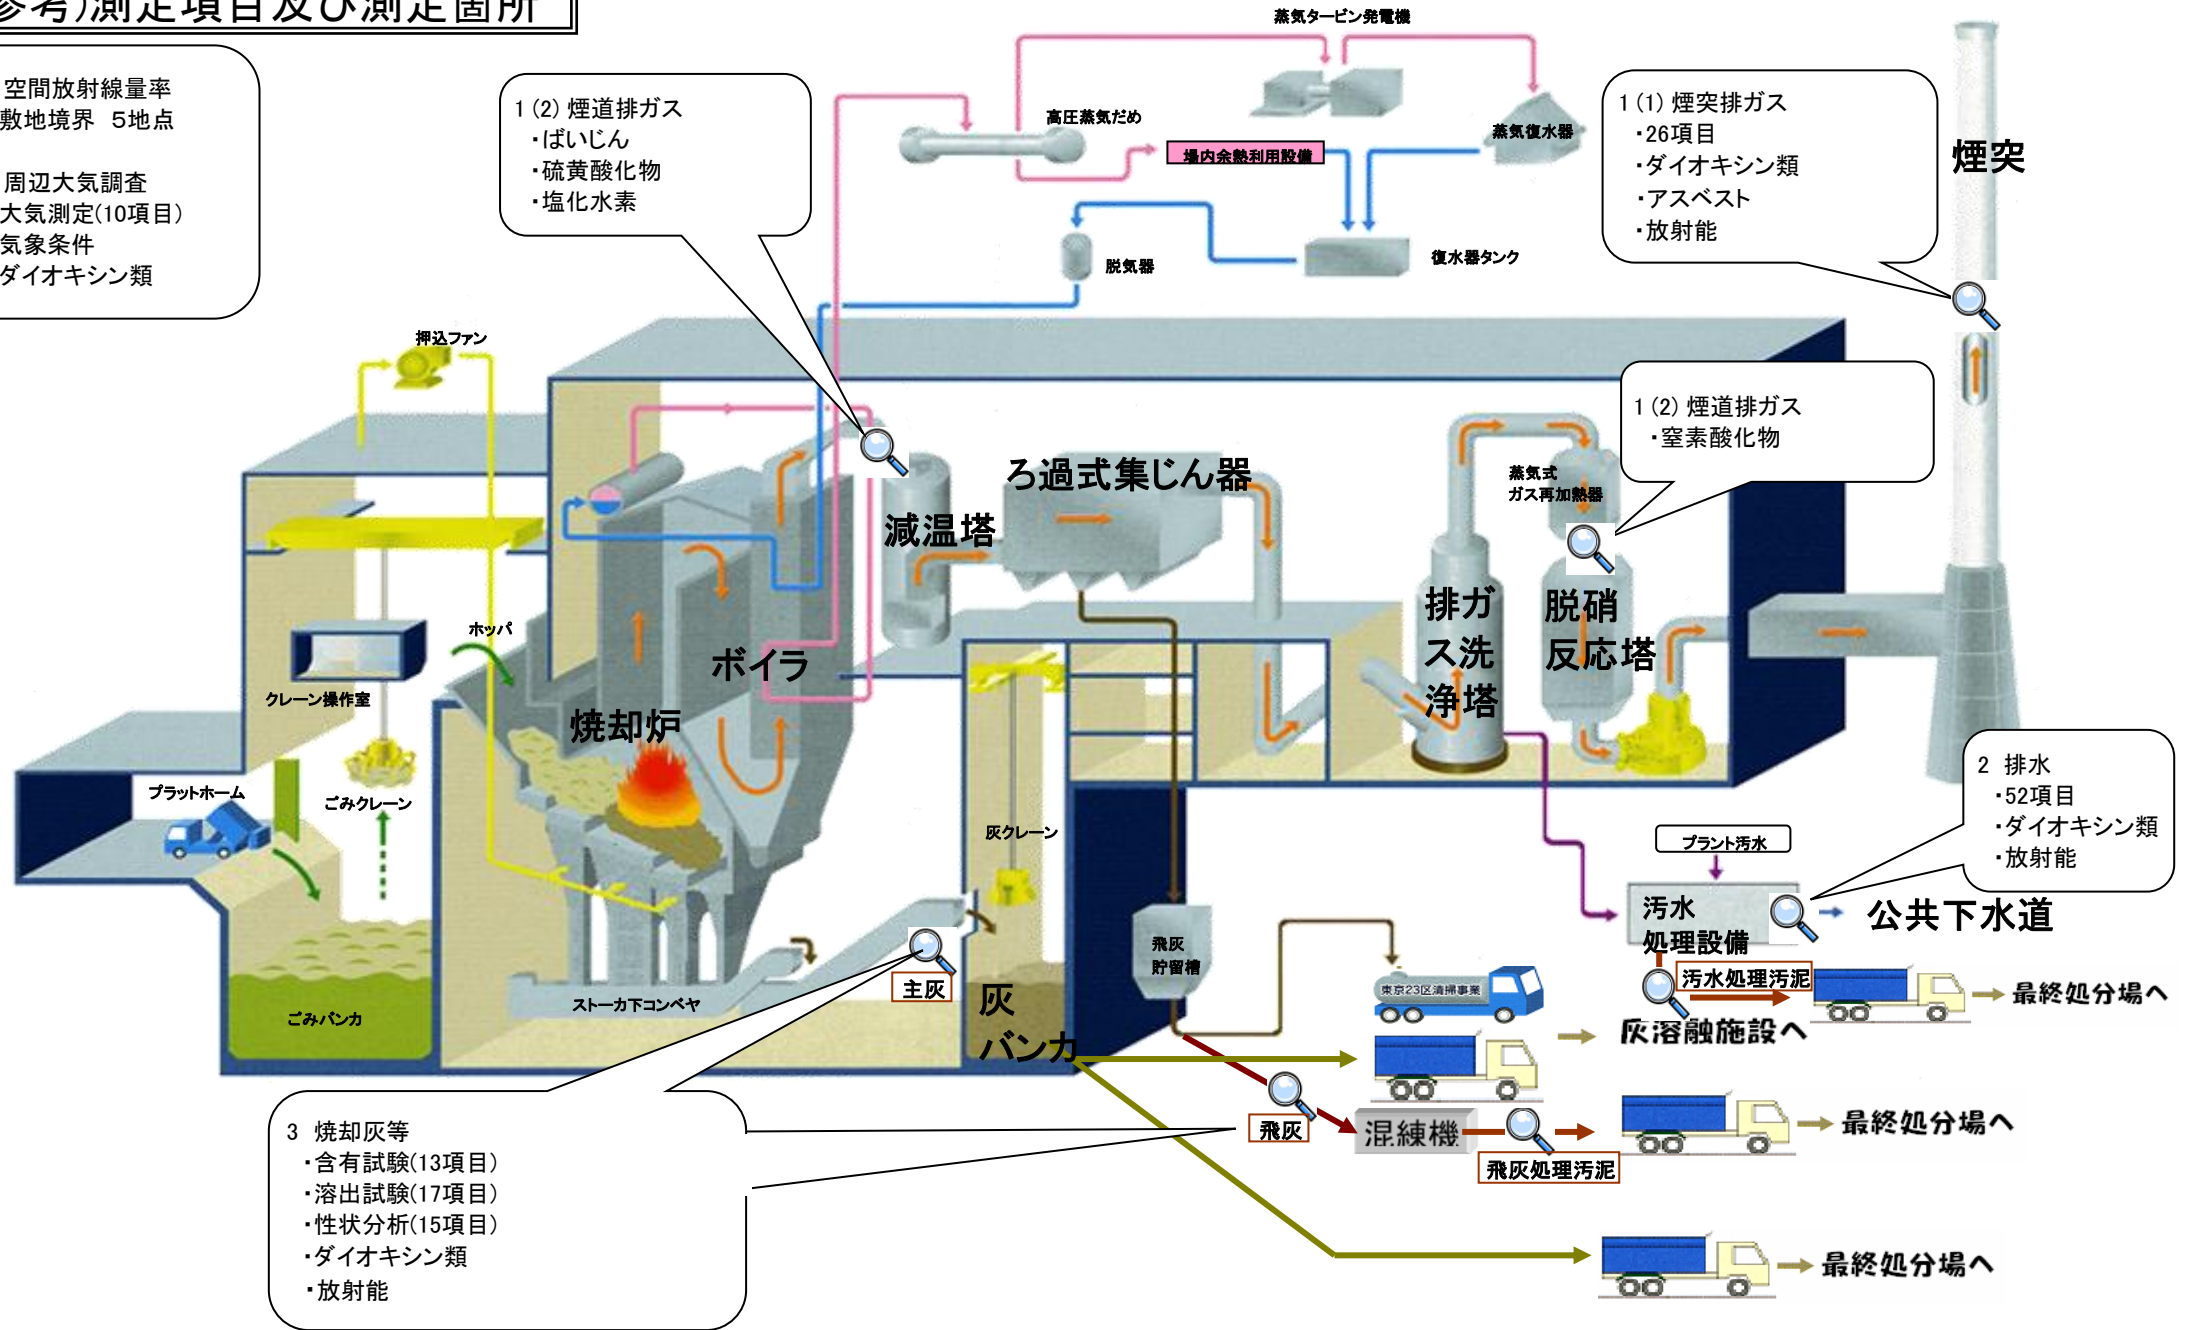 参考)測定項目及び測定箇所
空間放射線量率
敷地境界 5地点
周辺大気調査
大気測定(10項目)
気象条件
ダイオキシン類
1 (2) 煙道排ガス
・ばいじん
・硫黄酸化物
・塩化水素
蒸気タービン発電機
高圧蒸気だめ
場内余熱利用設備
蒸気復水器
脱気器
復水器タンク
1 (1) 煙突排ガス
・26項目
・ダイオキシン類
・アスベスト
・放射能
煙突
押込ファン
1 (2) 煙道排ガス
・窒素酸化物
ろ過式集じん器
減温塔
蒸気式
ガス再加熱器
排ガ
ス洗
浄塔
脱硝
反応塔
ホッパ
ボイラ
クレーン操作室
焼却炉
プラットホーム
ごみクレーン
灰クレーン
2 排水
・52項目
・ダイオキシン類
・放射能
プラント汚水
汚水
処理設備
公共下水道
飛灰
貯留槽
主灰
ストーカ下コンベヤ
ごみバンカ
灰
バンカ
東京23区清掃事業
汚水処理汚泥
最終処分場へ
灰溶融施設へ
飛灰
混練機
飛灰処理汚泥
最終処分場へ
3 焼却灰等
・含有試験(13項目)
・溶出試験(17項目)
・性状分析(15項目)
・ダイオキシン類
・放射能
最終処分場へ